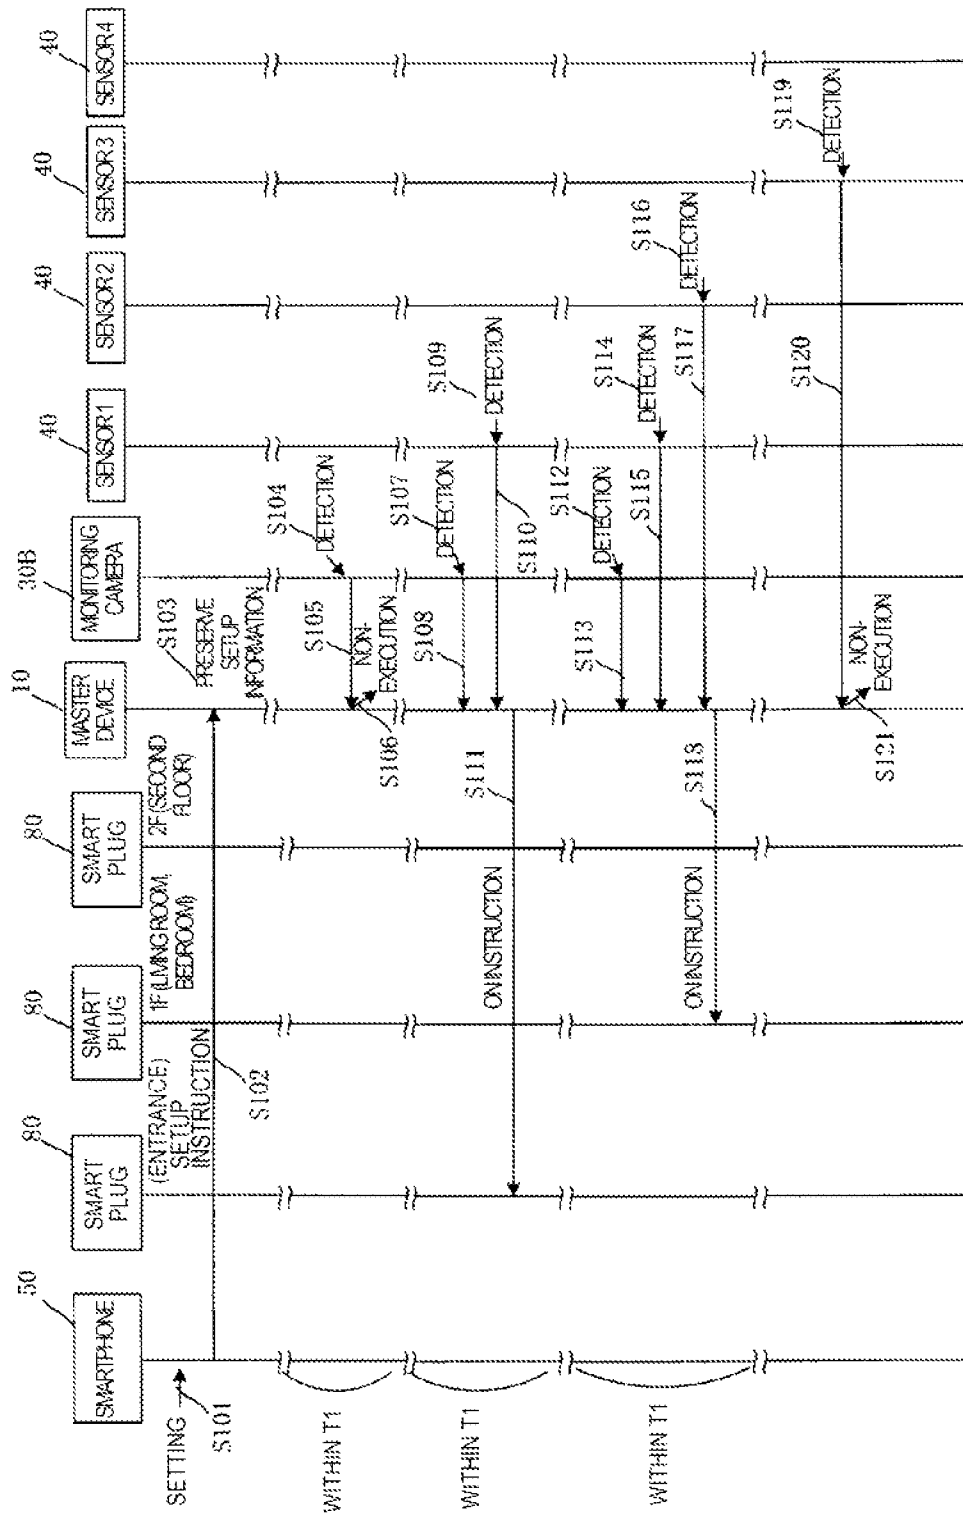 50
SMARTPHONE
80
SMART
PLUG
80
SMART
PLUG
80
SMART
PLUG
10
MASTER
DEVICE
30B
MONITORING
CAMERA
40
SENSOR1
40
SENSOR2
40
SENSOR3
40
SENSOR4
SETTING
S101
(ENTRANCE)
SETUP
INSTRUCTION
S102
1F(LIVING ROOM,
BEDROOM)
2F(SECOND
FLOOR)
S103
PRESERVE
SETUP
INFORMATION
WITHIN T1
S104
DETECTION
S105
NON-
EXECUTION
S106
WITHIN T1
S107
DETECTION
S108
S109
DETECTION
S110
S111
ON INSTRUCTION
WITHIN T1
S112
DETECTION
S113
S114
DETECTION
S115
S116
DETECTION
S117
S118
ON INSTRUCTION
S119
DETECTION
S120
NON-
EXECUTION
S121